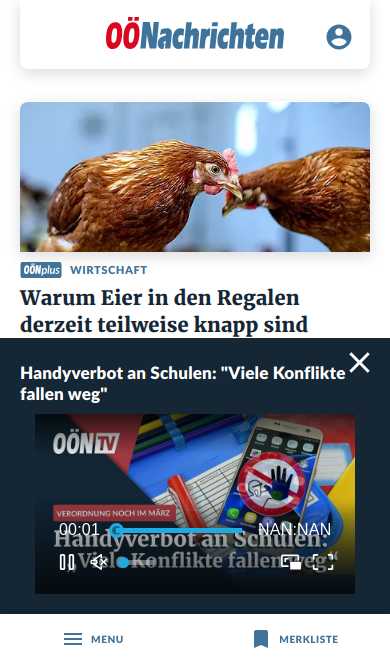 OÖNachrichten
OÖNplus WIRTSCHAFT
Warum Eier in den Regalen
derzeit teilweise knapp sind
Handyverbot an Schulen: "Viele Konflikte
fallen weg"
OÖN TV
VERORDNUNG NOCH IM MÄRZ
00:01 NAN:NAN
Handyverbot an Schulen:
„Viele Konflikte fallen weg“
MENU MERKLISTE